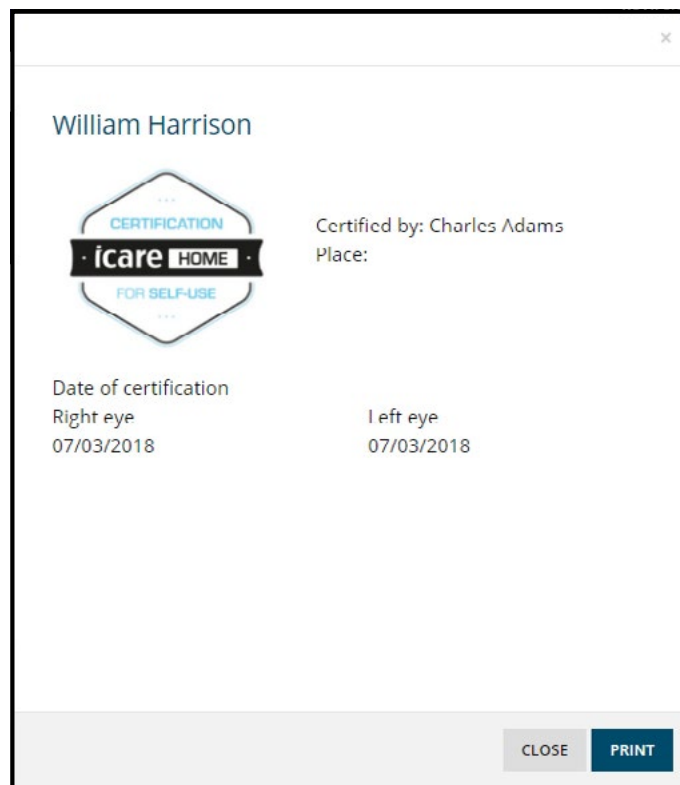 ×
William Harrison
CERTIFICATION
icare HOME
FOR SELF-USE
Certified by: Charles Adams
Place:
Date of certification
Right eye
Left eye
07/03/2018
07/03/2018
CLOSE
PRINT